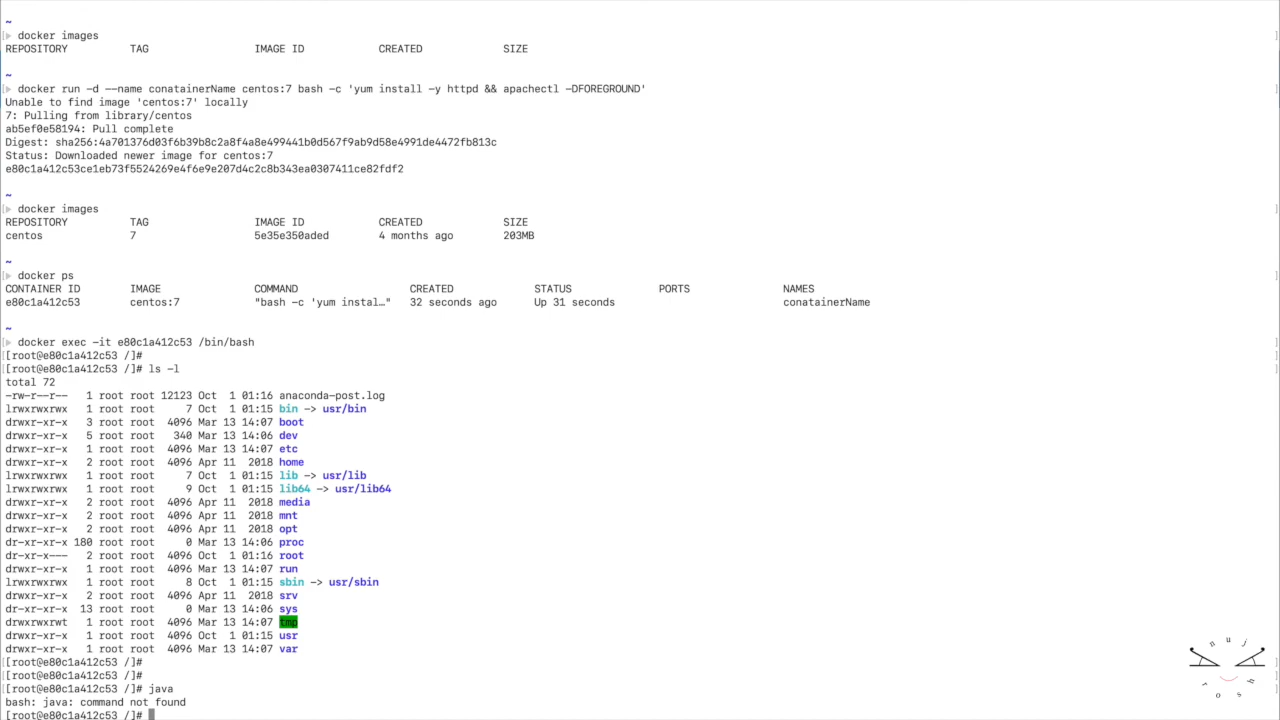 ~
docker images
REPOSITORY TAG IMAGE ID CREATED SIZE
~
docker run -d --name conatainerName centos:7 bash -c 'yum install -y httpd && apachectl -DFOREGROUND'
Unable to find image 'centos:7' locally
7: Pulling from library/centos
ab5ef0e58194: Pull complete
Digest: sha256:4a701376d03f6b39b8c2a8f4a8e499441b0d567f9ab9d58e4991de4472fb813c
Status: Downloaded newer image for centos:7
e80c1a412c53ce1eb73f5524269e4f6e9e207d4c2c8b343ea0307411ce82fdf2
~
docker images
REPOSITORY TAG IMAGE ID CREATED SIZE
centos 7 5e35e350aded 4 months ago 203MB
~
docker ps
CONTAINER ID IMAGE COMMAND CREATED STATUS PORTS NAMES
e80c1a412c53 centos:7 "bash -c 'yum instal…" 32 seconds ago Up 31 seconds conatainerName
~
docker exec -it e80c1a412c53 /bin/bash
[root@e80c1a412c53 /]#
[root@e80c1a412c53 /]# ls -l
total 72
-rw-r--r-- 1 root root 12123 Oct 1 01:16 anaconda-post.log
lrwxrwxrwx 1 root root 7 Oct 1 01:15 bin -> usr/bin
drwxr-xr-x 3 root root 4096 Mar 13 14:07 boot
drwxr-xr-x 5 root root 340 Mar 13 14:06 dev
drwxr-xr-x 1 root root 4096 Mar 13 14:07 etc
drwxr-xr-x 2 root root 4096 Apr 11 2018 home
lrwxrwxrwx 1 root root 7 Oct 1 01:15 lib -> usr/lib
lrwxrwxrwx 1 root root 9 Oct 1 01:15 lib64 -> usr/lib64
drwxr-xr-x 2 root root 4096 Apr 11 2018 media
drwxr-xr-x 2 root root 4096 Apr 11 2018 mnt
drwxr-xr-x 2 root root 4096 Apr 11 2018 opt
dr-xr-xr-x 180 root root 0 Mar 13 14:06 proc
dr-xr-x--- 2 root root 4096 Oct 1 01:16 root
drwxr-xr-x 1 root root 4096 Mar 13 14:07 run
lrwxrwxrwx 1 root root 8 Oct 1 01:15 sbin -> usr/sbin
drwxr-xr-x 2 root root 4096 Apr 11 2018 srv
dr-xr-xr-x 13 root root 0 Mar 13 14:06 sys
drwxrwxrwt 1 root root 4096 Mar 13 14:07 tmp
drwxr-xr-x 1 root root 4096 Oct 1 01:15 usr
drwxr-xr-x 1 root root 4096 Mar 13 14:07 var
[root@e80c1a412c53 /]#
[root@e80c1a412c53 /]#
[root@e80c1a412c53 /]# java
bash: java: command not found
[root@e80c1a412c53 /]#
n u j
r o s h